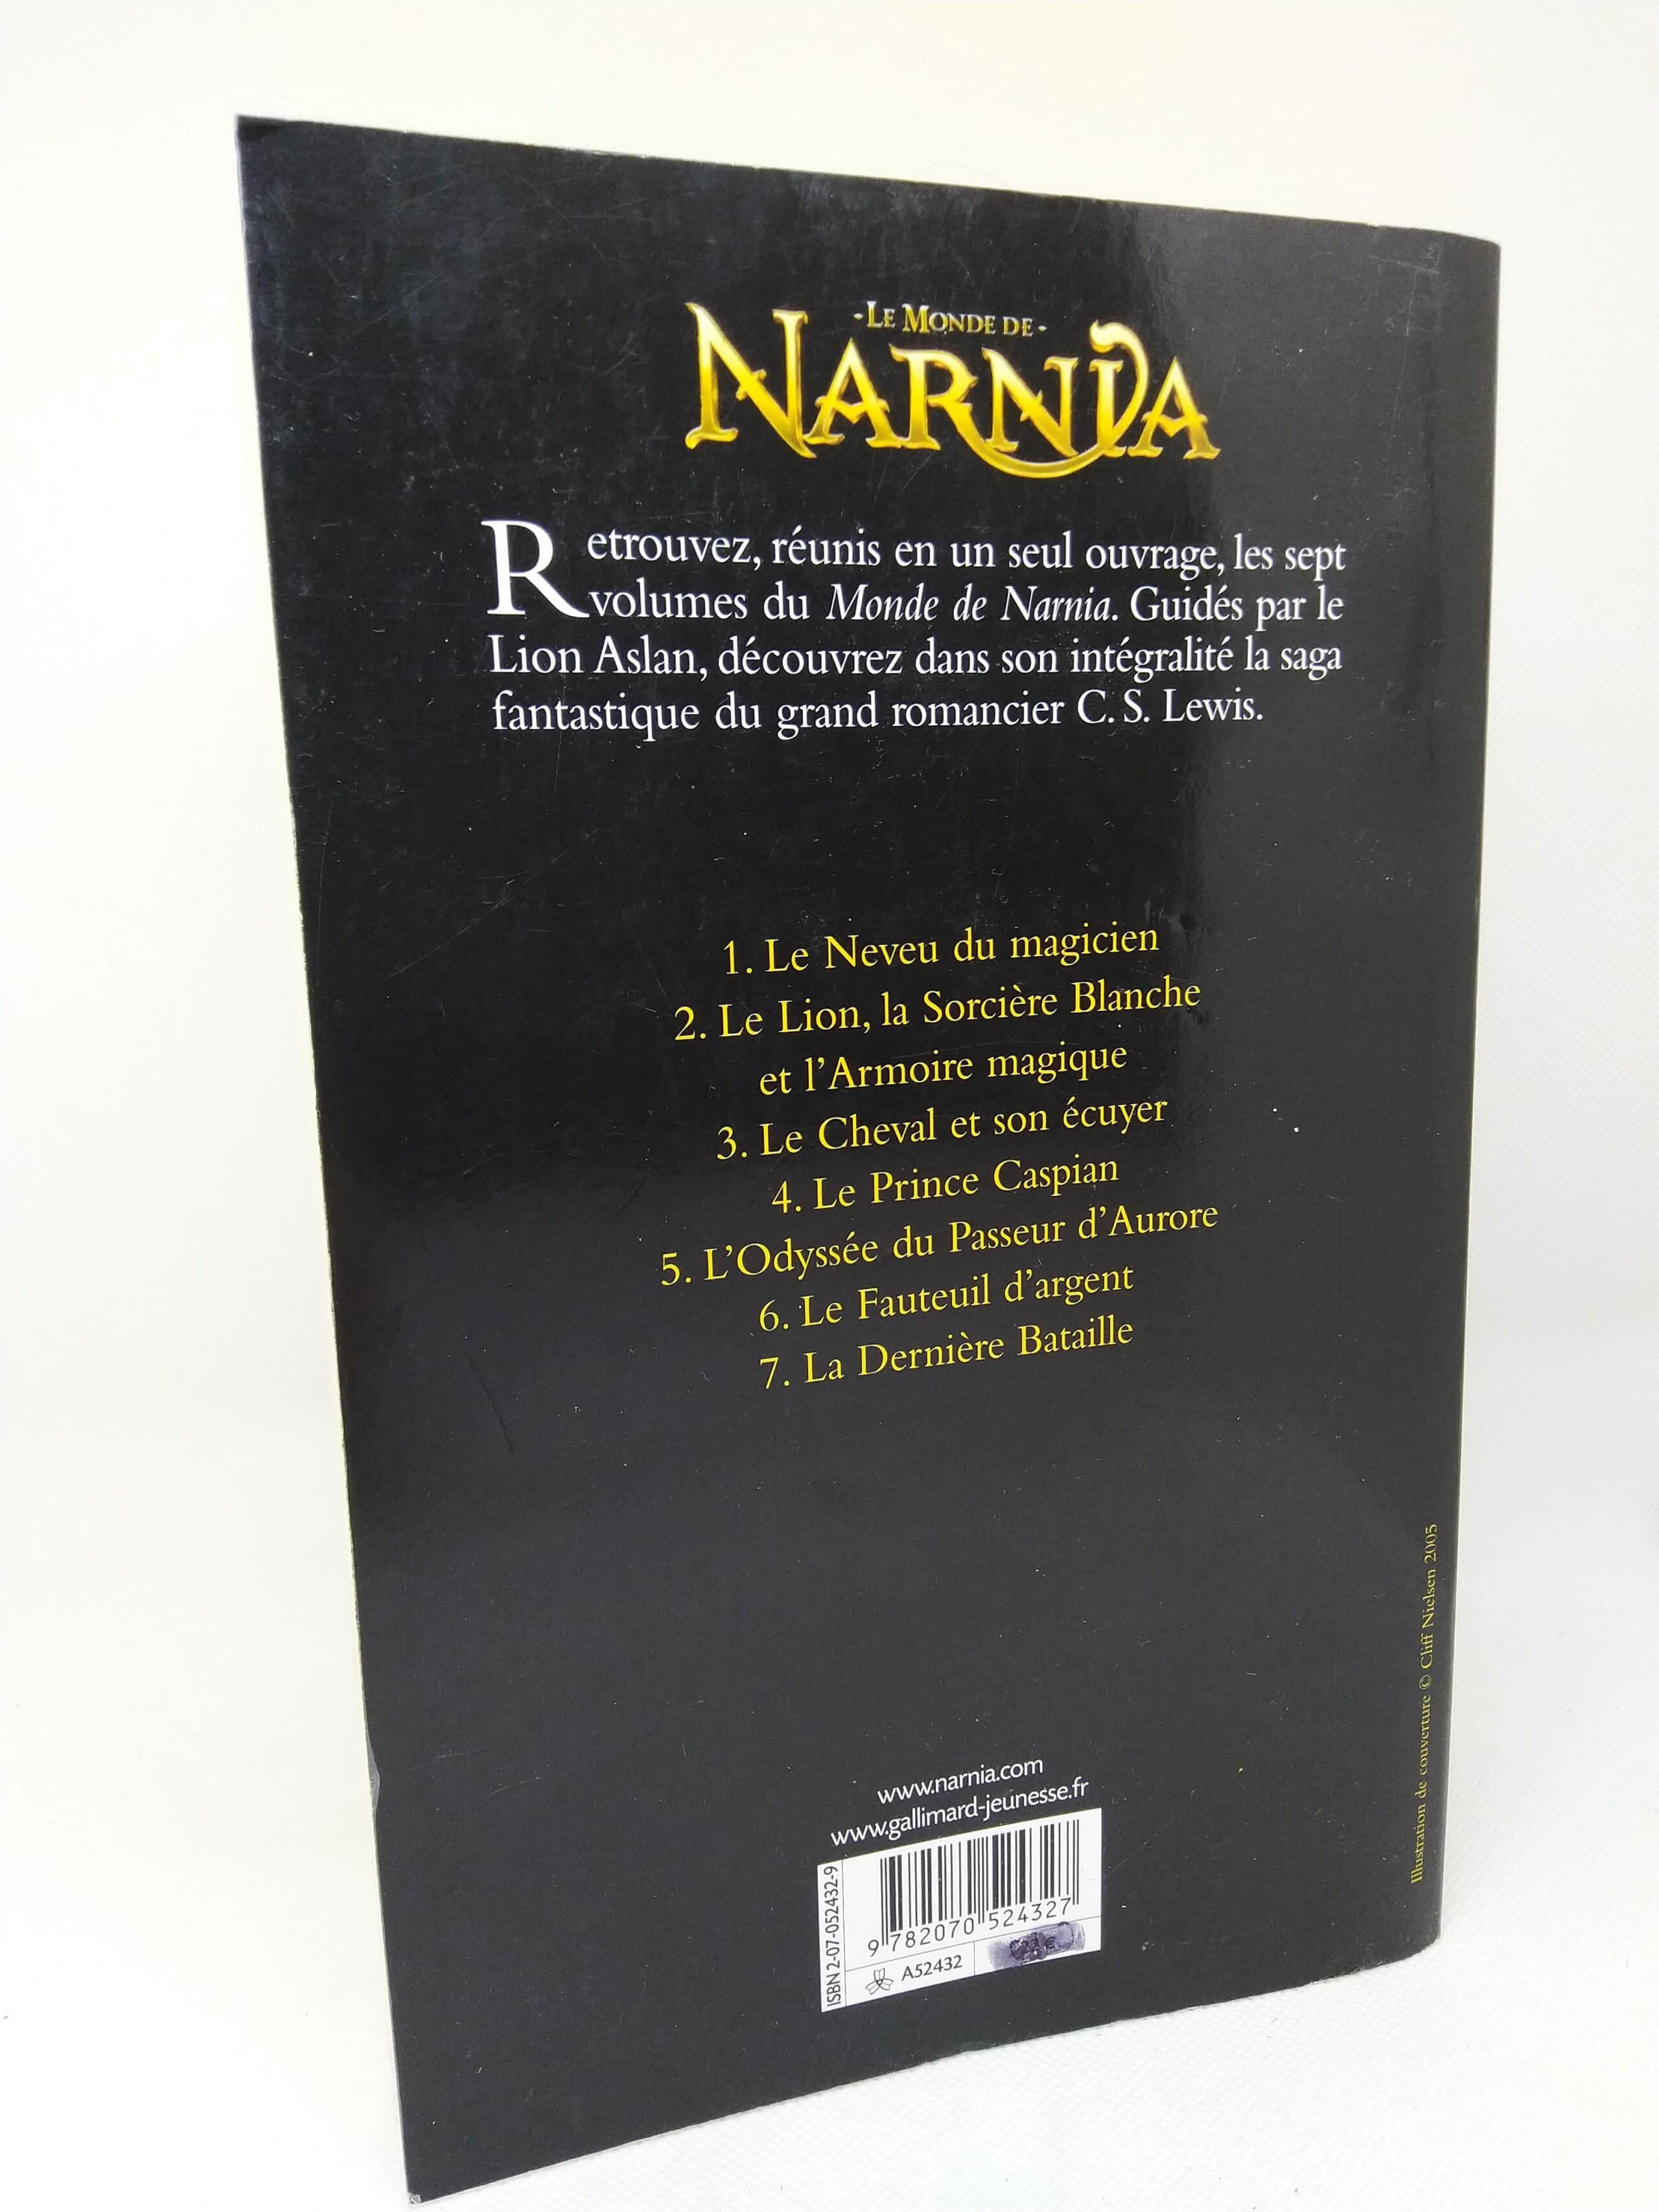 -LE MONDE DE-
NARNIA
Retrouvez, réunis en un seul ouvrage, les sept
volumes du Monde de Narnia. Guidés par le
Lion Aslan, découvrez dans son intégralité la saga
fantastique du grand romancier C. S. Lewis.
1. Le Neveu du magicien
2. Le Lion, la Sorcière Blanche
et l'Armoire magique
3. Le Cheval et son écuyer
4. Le Prince Caspian
5. L'Odyssée du Passeur d'Aurore
6. Le Fauteuil d'argent
7. La Dernière Bataille
Illustration de couverture © Cliff Nielsen 2005
www.narnia.com
www.gallimard-jeunesse.fr
ISBN 2-07-052432-9
9 782070 524327
A52432